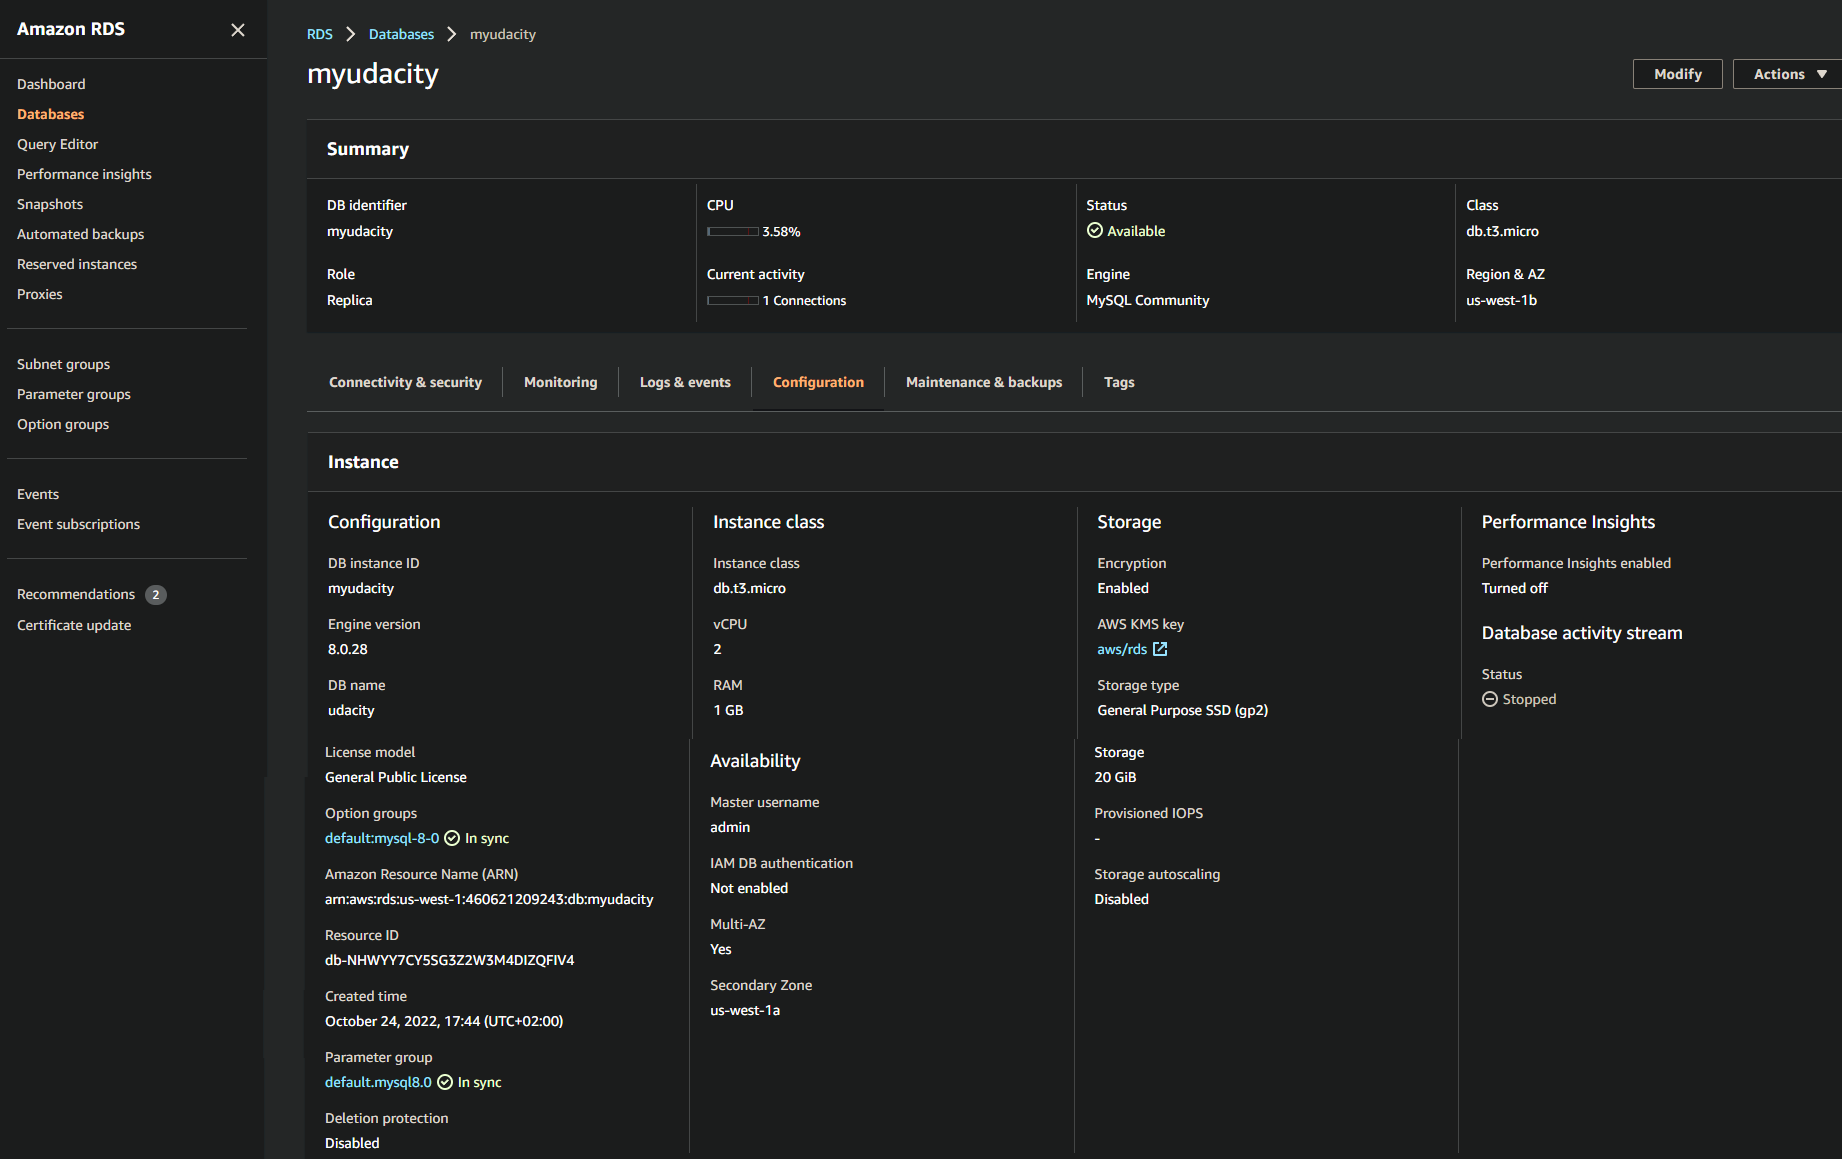 Amazon RDS
Dashboard
Databases
Query Editor
Performance insights
Snapshots
Automated backups
Reserved instances
Proxies
Subnet groups
Parameter groups
Option groups
Events
Event subscriptions
Recommendations 2
Certificate update
RDS Databases myudacity
myudacity
Modify
Actions
Summary
DB identifier
myudacity
Role
Replica
CPU
3.58%
Current activity
1 Connections
Status
Available
Engine
MySQL Community
Class
db.t3.micro
Region & AZ
us-west-1b
Connectivity & security
Monitoring
Logs & events
Configuration
Maintenance & backups
Tags
Instance
Configuration
DB instance ID
myudacity
Engine version
8.0.28
DB name
udacity
License model
General Public License
Option groups
default:mysql-8-0 In sync
Amazon Resource Name (ARN)
arn:aws:rds:us-west-1:460621209243:db:myudacity
Resource ID
db-NHWYY7CY5SG3Z2W3M4DIZQFIV4
Created time
October 24, 2022, 17:44 (UTC+02:00)
Parameter group
default.mysql8.0 In sync
Deletion protection
Disabled
Instance class
Instance class
db.t3.micro
vCPU
2
RAM
1 GB
Availability
Master username
admin
IAM DB authentication
Not enabled
Multi-AZ
Yes
Secondary Zone
us-west-1a
Storage
Encryption
Enabled
AWS KMS key
aws/rds
Storage type
General Purpose SSD (gp2)
Storage
20 GiB
Provisioned IOPS
-
Storage autoscaling
Disabled
Performance Insights
Performance Insights enabled
Turned off
Database activity stream
Status
Stopped